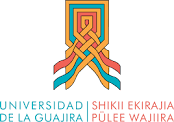 UNIVERSIDAD
DE LA GUAJIRA
SHIKII EKIRAJIA
PÜLEE WAJIIRA